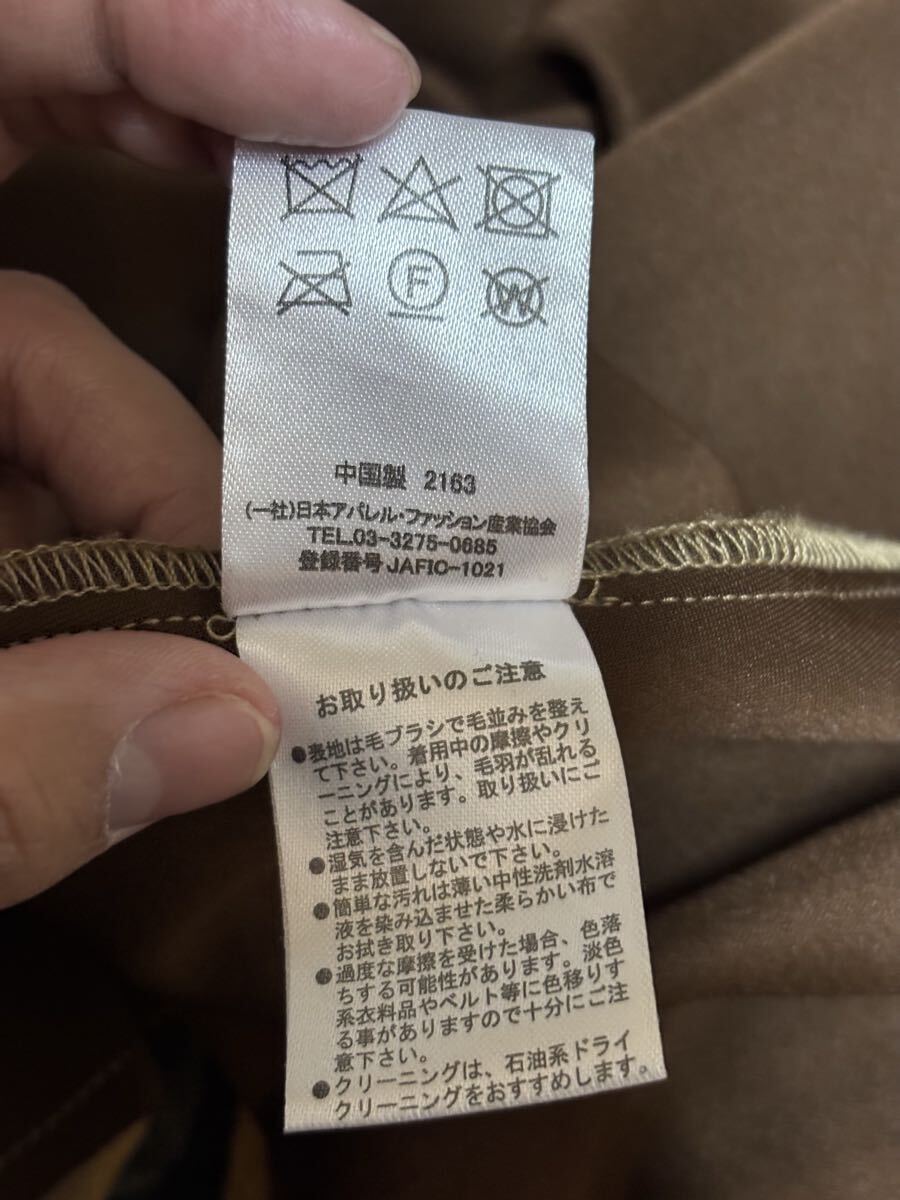 F
W
中国製 2163
(一社)日本アパレル・ファッション産業協会
TEL.03-3275-0685
登録番号 JAFIC-1021
お取り扱いのご注意
●表地は毛ブラシで毛並みを整え
て下さい。着用中の摩擦やクリ
ーニングにより、毛羽が乱れる
ことがあります。取り扱いにご
注意下さい。
●湿気を含んだ状態や水に浸けた
まま放置しないで下さい。
●簡単な汚れは薄い中性洗剤水溶
液を染み込ませた柔らかい布で
お拭き取り下さい。
●過度な摩擦を受けた場合、色落
ちする可能性があります。淡色
系衣料品やベルト等に色移りす
る事がありますので十分にご注
意下さい。
●クリーニングは、石油系ドライ
クリーニングをおすすめします。